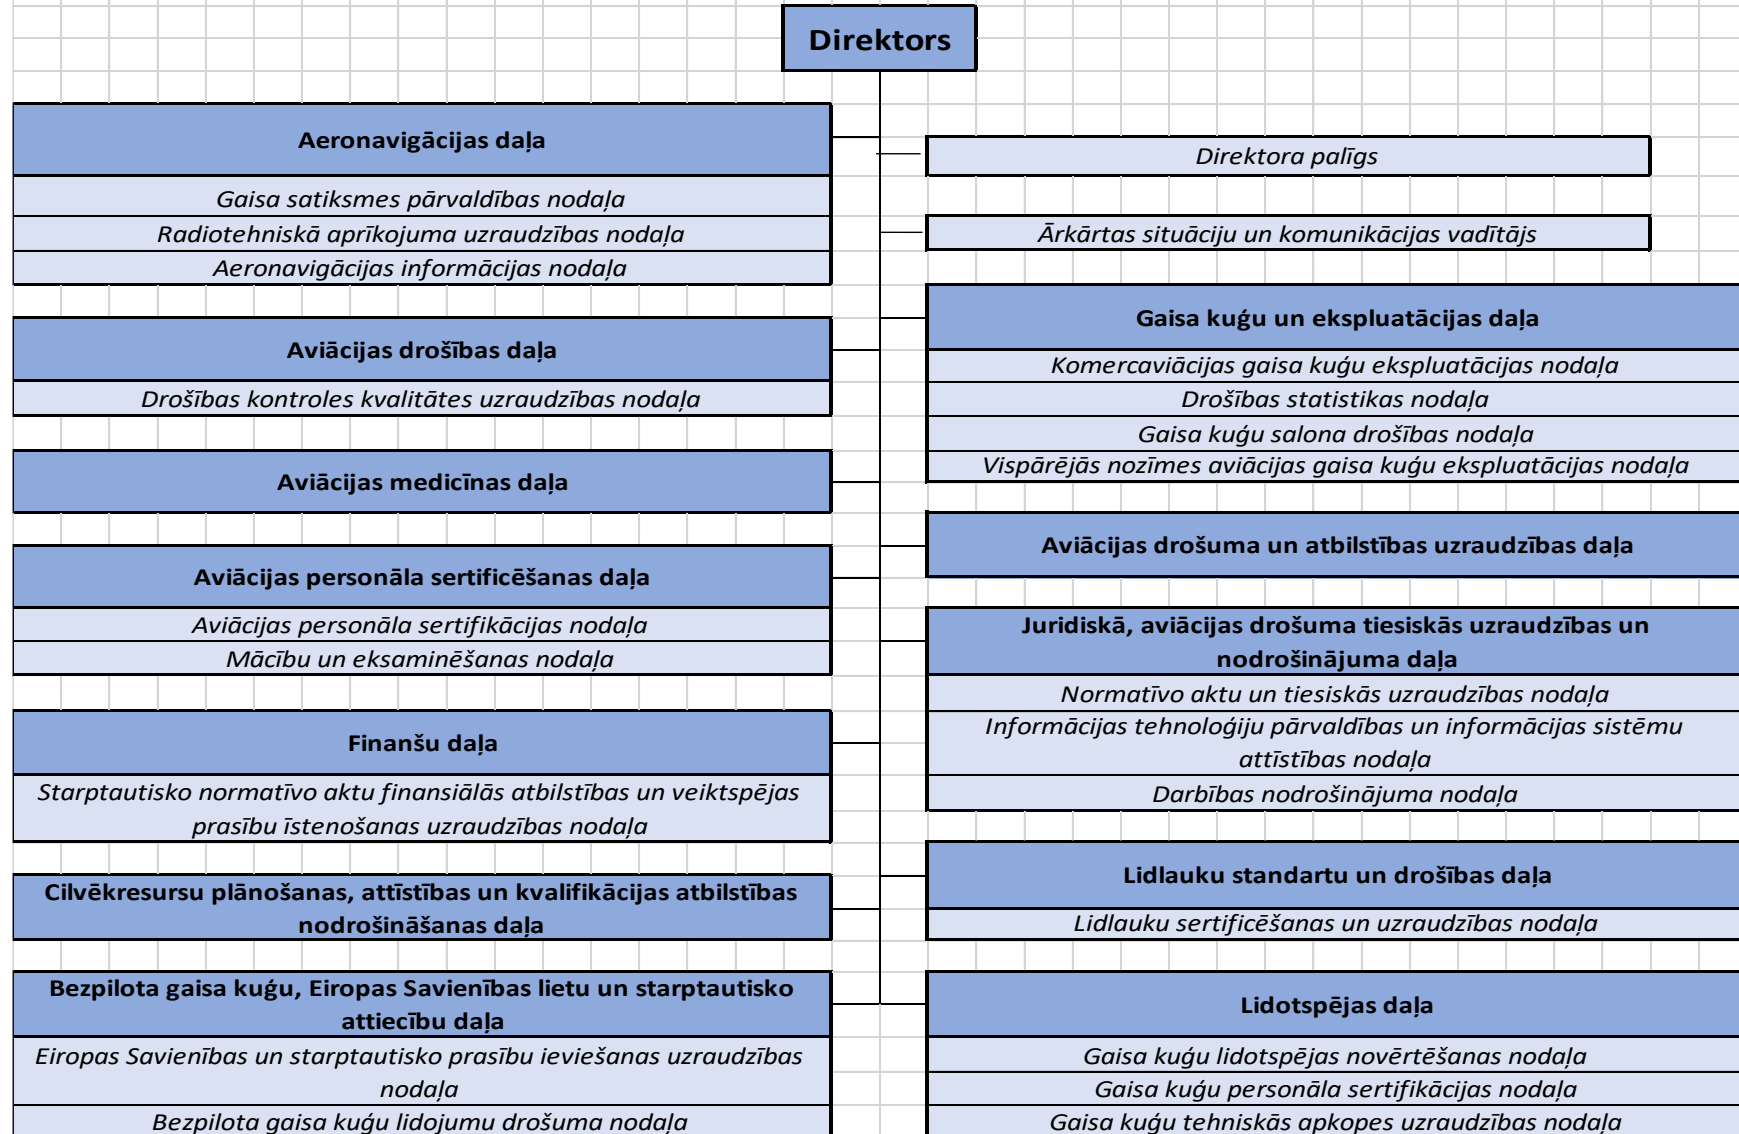 Direktors
Aeronavigācijas daļa
Gaisa satiksmes pārvaldības nodaļa
Radiotehniskā aprīkojuma uzraudzības nodaļa
Aeronavigācijas informācijas nodaļa
Aviācijas drošības daļa
Drošības kontroles kvalitātes uzraudzības nodaļa
Aviācijas medicīnas daļa
Aviācijas personāla sertificēšanas daļa
Aviācijas personāla sertifikācijas nodaļa
Mācību un eksaminēšanas nodaļa
Finanšu daļa
Starptautisko normatīvo aktu finansiālās atbilstības un veiktspējas
prasību īstenošanas uzraudzības nodaļa
Cilvēkresursu plānošanas, attīstības un kvalifikācijas atbilstības
nodrošināšanas daļa
Bezpilota gaisa kuģu, Eiropas Savienības lietu un starptautisko
attiecību daļa
Eiropas Savienības un starptautisko prasību ieviešanas uzraudzības
nodaļa
Bezpilota gaisa kuģu lidojumu drošuma nodaļa
Direktora palīgs
Ārkārtas situāciju un komunikācijas vadītājs
Gaisa kuģu un ekspluatācijas daļa
Komercaviācijas gaisa kuģu ekspluatācijas nodaļa
Drošības statistikas nodaļa
Gaisa kuģu salona drošības nodaļa
Vispārējās nozīmes aviācijas gaisa kuģu ekspluatācijas nodaļa
Aviācijas drošuma un atbilstības uzraudzības daļa
Juridiskā, aviācijas drošuma tiesiskās uzraudzības un
nodrošinājuma daļa
Normatīvo aktu un tiesiskās uzraudzības nodaļa
Informācijas tehnoloģiju pārvaldības un informācijas sistēmu
attīstības nodaļa
Darbības nodrošinājuma nodaļa
Lidlauku standartu un drošības daļa
Lidlauku sertificēšanas un uzraudzības nodaļa
Lidotspējas daļa
Gaisa kuģu lidotspējas novērtēšanas nodaļa
Gaisa kuģu personāla sertifikācijas nodaļa
Gaisa kuģu tehniskās apkopes uzraudzības nodaļa